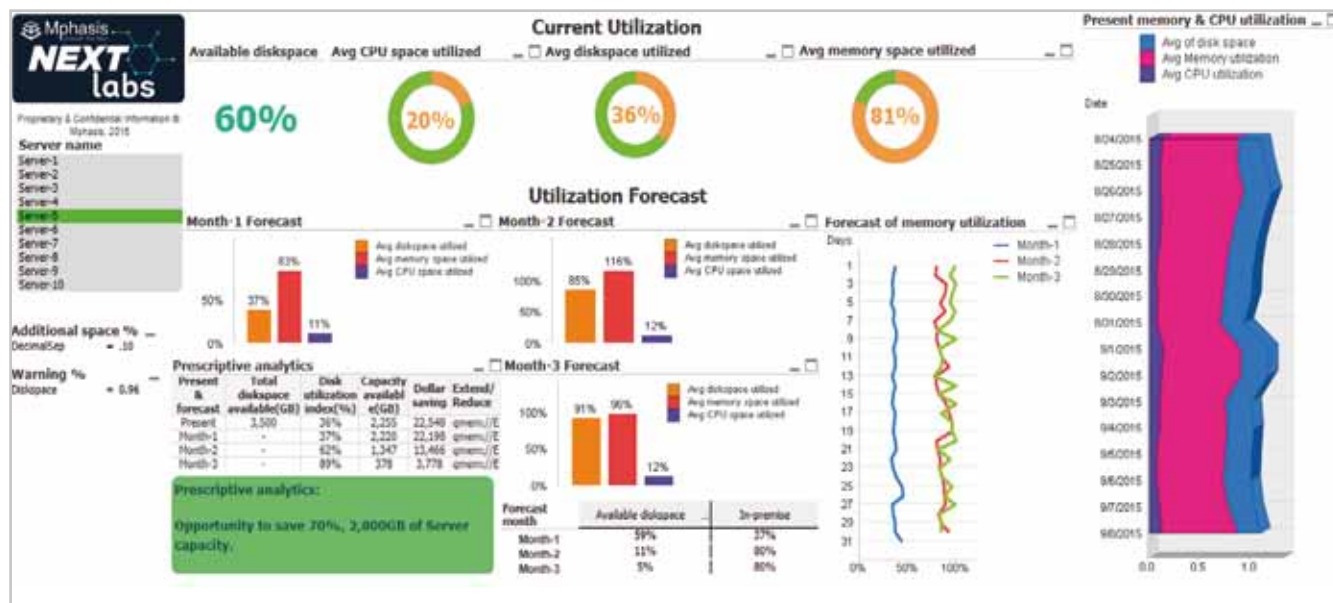 Mphasis
NEXT
labs
Proprietary & Confidential Information ©
Mphasis, 2015
Server name
Server-1
Server-2
Server-3
Server-4
Server-5
Server-6
Server-7
Server-8
Server-9
Server-10
Additional space %
DecimalSep = .10
Warning %
Diskspace = 0.96
Current Utilization
Available diskspace
60%
Avg CPU space utilized
20%
Avg diskspace utilized
36%
Avg memory space utilized
81%
Utilization Forecast
Month-1 Forecast
Avg diskspace utilized
Avg memory space utilized
Avg CPU space utilized
83%
50%
37%
11%
0%
Month-2 Forecast
Avg diskspace utilized
Avg memory space utilized
Avg CPU space utilized
116%
100%
85%
50%
12%
0%
Prescriptive analytics
Present & forecast Total diskspace available(GB) Disk utilization index(%) Capacity available(GB) Dollar saving Extend/Reduce
Present 3,500 36% 2,255 22,548 qmem://E
Month-1 - 37% 2,220 22,198 qmem://E
Month-2 - 62% 1,347 13,466 qmem://E
Month-3 - 89% 378 3,778 qmem://E
Prescriptive analytics:
Opportunity to save 70%, 2,000GB of Server
capacity.
Month-3 Forecast
Avg diskspace utilized
Avg memory space utilized
Avg CPU space utilized
91%
96%
100%
50%
12%
0%
Forecast month Available diskspace In-premise
Month-1 59% 37%
Month-2 11% 80%
Month-3 5% 80%
Forecast of memory utilization
Days
Month-1
Month-2
Month-3
1
3
5
7
9
11
13
15
17
19
21
23
25
27
29
31
0% 50% 100%
Present memory & CPU utilization
Avg of disk space
Avg Memory utilization
Avg CPU utilization
Date
8/24/2015
8/25/2015
8/26/2015
8/27/2015
8/28/2015
8/29/2015
8/30/2015
8/31/2015
9/1/2015
9/2/2015
9/3/2015
9/4/2015
9/5/2015
9/6/2015
9/7/2015
9/8/2015
0.0 0.5 1.0